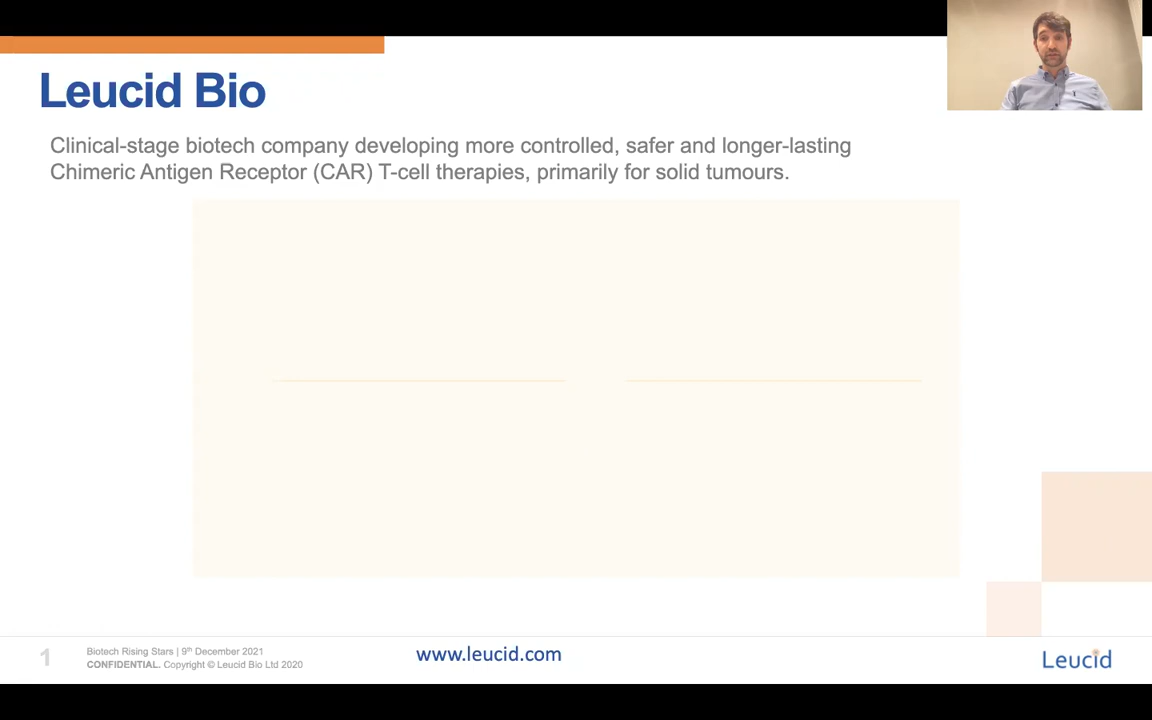 Leucid Bio
Clinical-stage biotech company developing more controlled, safer and longer-lasting
Chimeric Antigen Receptor (CAR) T-cell therapies, primarily for solid tumours.
1
Biotech Rising Stars | 9th December 2021
CONFIDENTIAL. Copyright © Leucid Bio Ltd 2020
www.leucid.com
Leucid